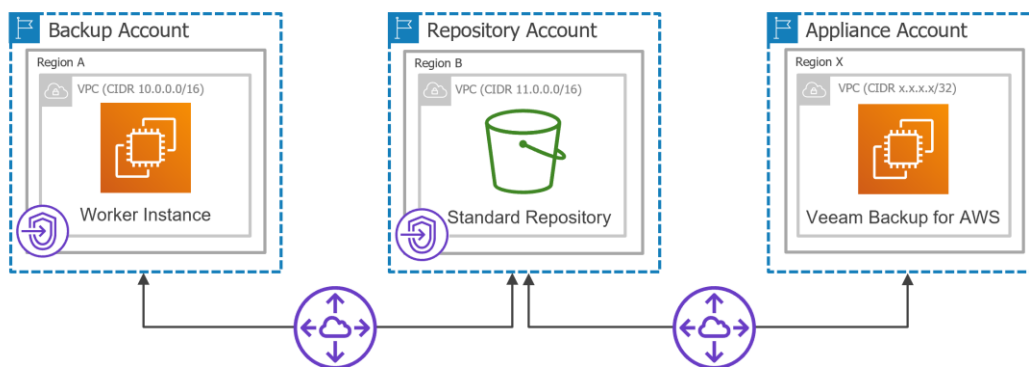 Backup Account
Region A
VPC (CIDR 10.0.0.0/16)
Worker Instance
Repository Account
Region B
VPC (CIDR 11.0.0.0/16)
Standard Repository
Appliance Account
Region X
VPC (CIDR x.x.x.x/32)
Veeam Backup for AWS